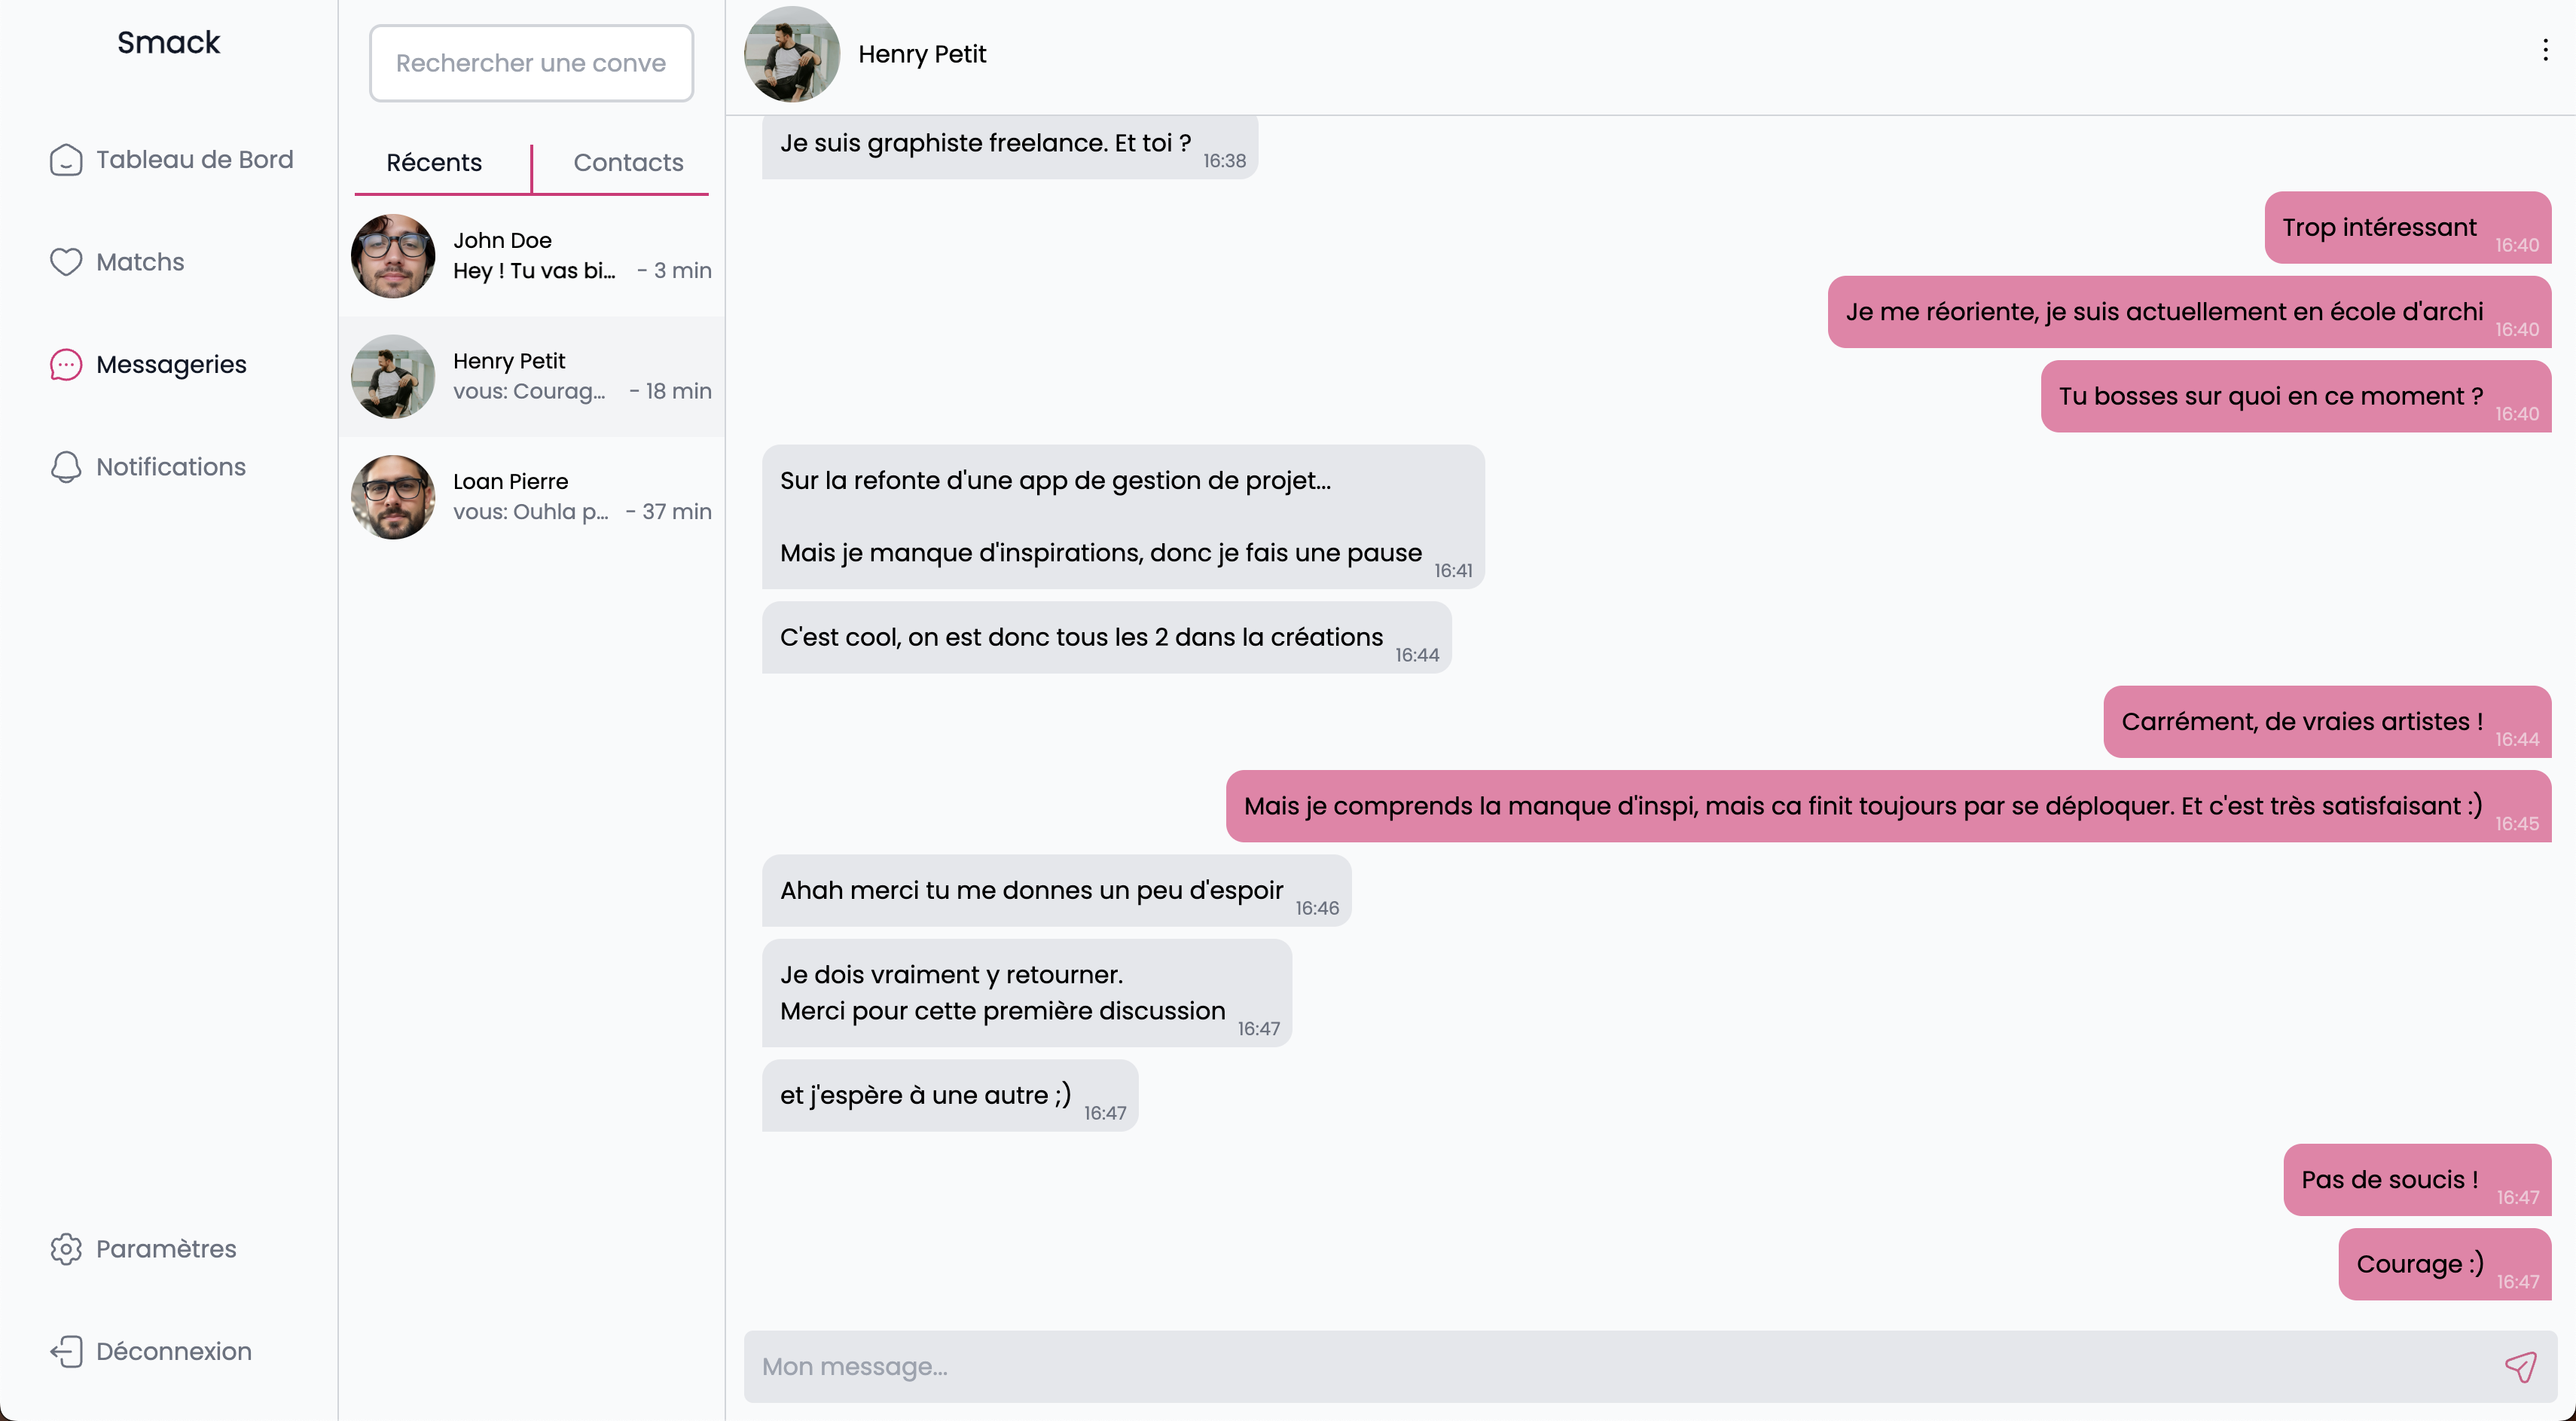 Smack
Tableau de Bord
Matchs
Messageries
Notifications
Paramètres
Déconnexion
Rechercher une conve
Récents
Contacts
John Doe
Hey ! Tu vas bi... - 3 min
Henry Petit
vous: Courag... - 18 min
Loan Pierre
vous: Ouhla p... - 37 min
Henry Petit
Je suis graphiste freelance. Et toi ? 16:38
Trop intéressant 16:40
Je me réoriente, je suis actuellement en école d'archi 16:40
Tu bosses sur quoi en ce moment ? 16:40
Sur la refonte d'une app de gestion de projet...
Mais je manque d'inspirations, donc je fais une pause 16:41
C'est cool, on est donc tous les 2 dans la créations 16:44
Carrément, de vraies artistes ! 16:44
Mais je comprends la manque d'inspi, mais ca finit toujours par se déploquer. Et c'est très satisfaisant :) 16:45
Ahah merci tu me donnes un peu d'espoir 16:46
Je dois vraiment y retourner.
Merci pour cette première discussion 16:47
et j'espère à une autre ;) 16:47
Pas de soucis ! 16:47
Courage :) 16:47
Mon message...